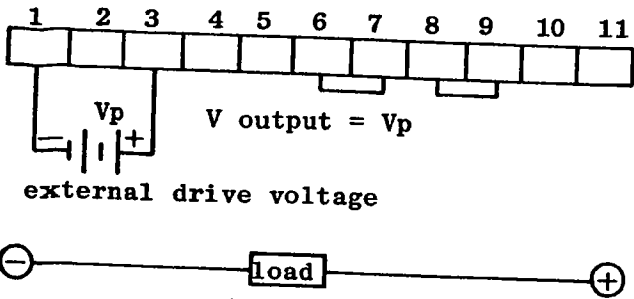 1 2 3 4 5 6 7 8 9 10 11
Vp
− +
V output = Vp
external drive voltage
− load +